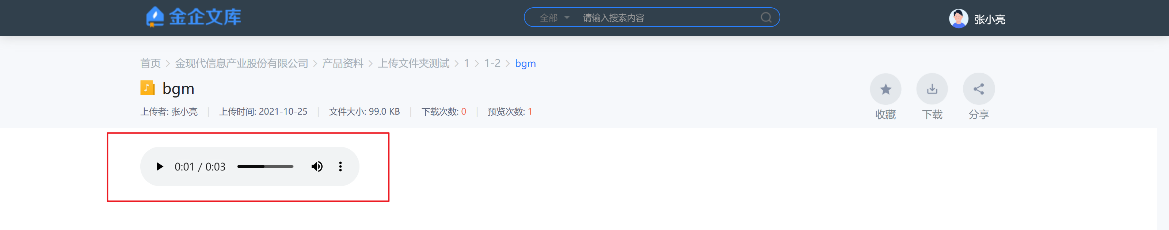 金企文库
全部 请输入搜索内容
张小亮
首页 > 金现代信息产业股份有限公司 > 产品资料 > 上传文件夹测试 > 1 > 1-2 > bgm
bgm
上传者: 张小亮 | 上传时间: 2021-10-25 | 文件大小: 99.0 KB | 下载次数: 0 | 预览次数: 1
收藏 下载 分享
0:01 / 0:03